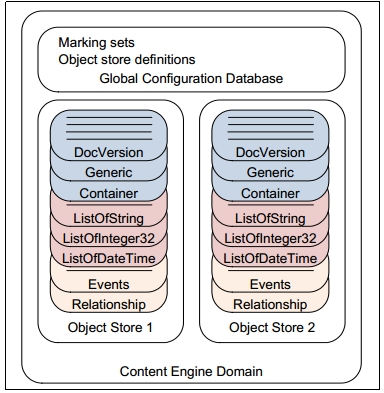 Marking sets
Object store definitions
Global Configuration Database
DocVersion
Generic
Container
ListOfString
ListOfInteger32
ListOfDateTime
Events
Relationship
Object Store 1
DocVersion
Generic
Container
ListOfString
ListOfInteger32
ListOfDateTime
Events
Relationship
Object Store 2
Content Engine Domain